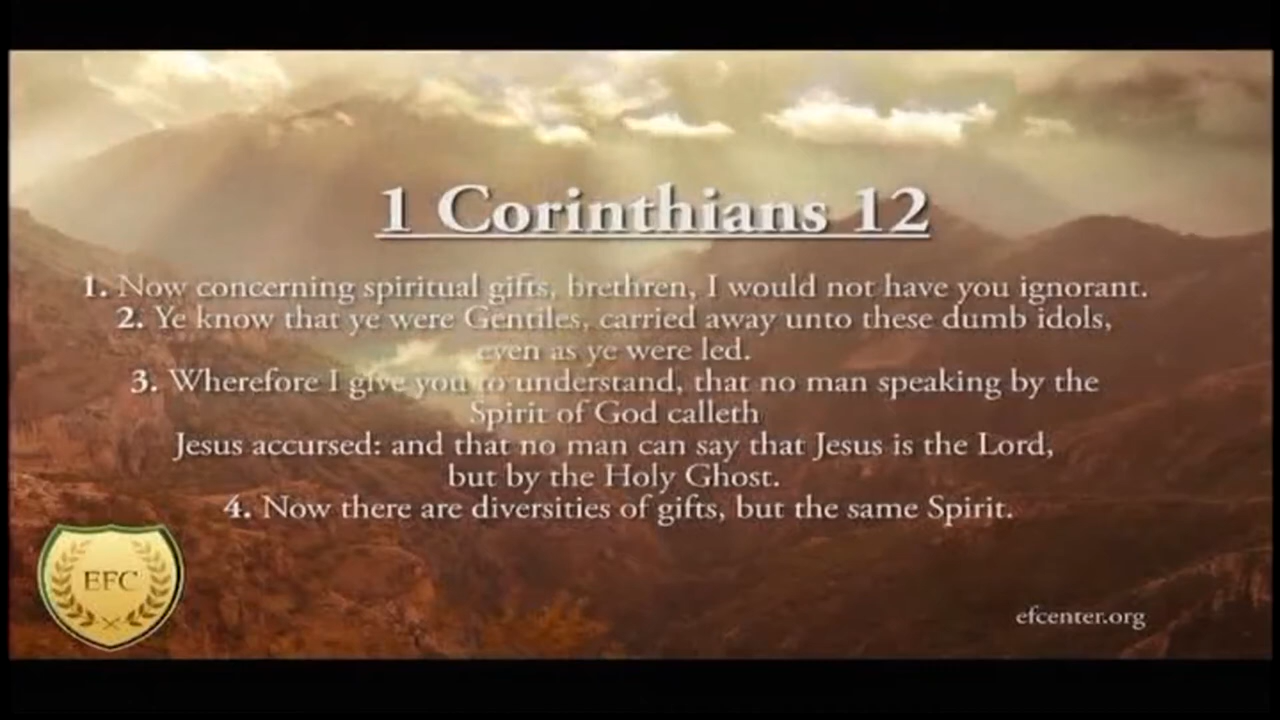 1 Corinthians 12
1. Now concerning spiritual gifts, brethren, I would not have you ignorant.
2. Ye know that ye were Gentiles, carried away unto these dumb idols,
even as ye were led.
3. Wherefore I give you to understand, that no man speaking by the
Spirit of God calleth
Jesus accursed: and that no man can say that Jesus is the Lord,
but by the Holy Ghost.
4. Now there are diversities of gifts, but the same Spirit.
EFC
efcenter.org